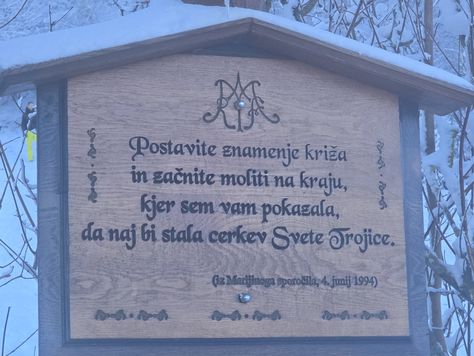 Postavite znamenje križa
in začnite moliti na kraju,
kjer sem vam pokazala,
da naj bi stala cerkev Svete Trojice.
(iz Marijinega sporočila, 4. junij 1994)